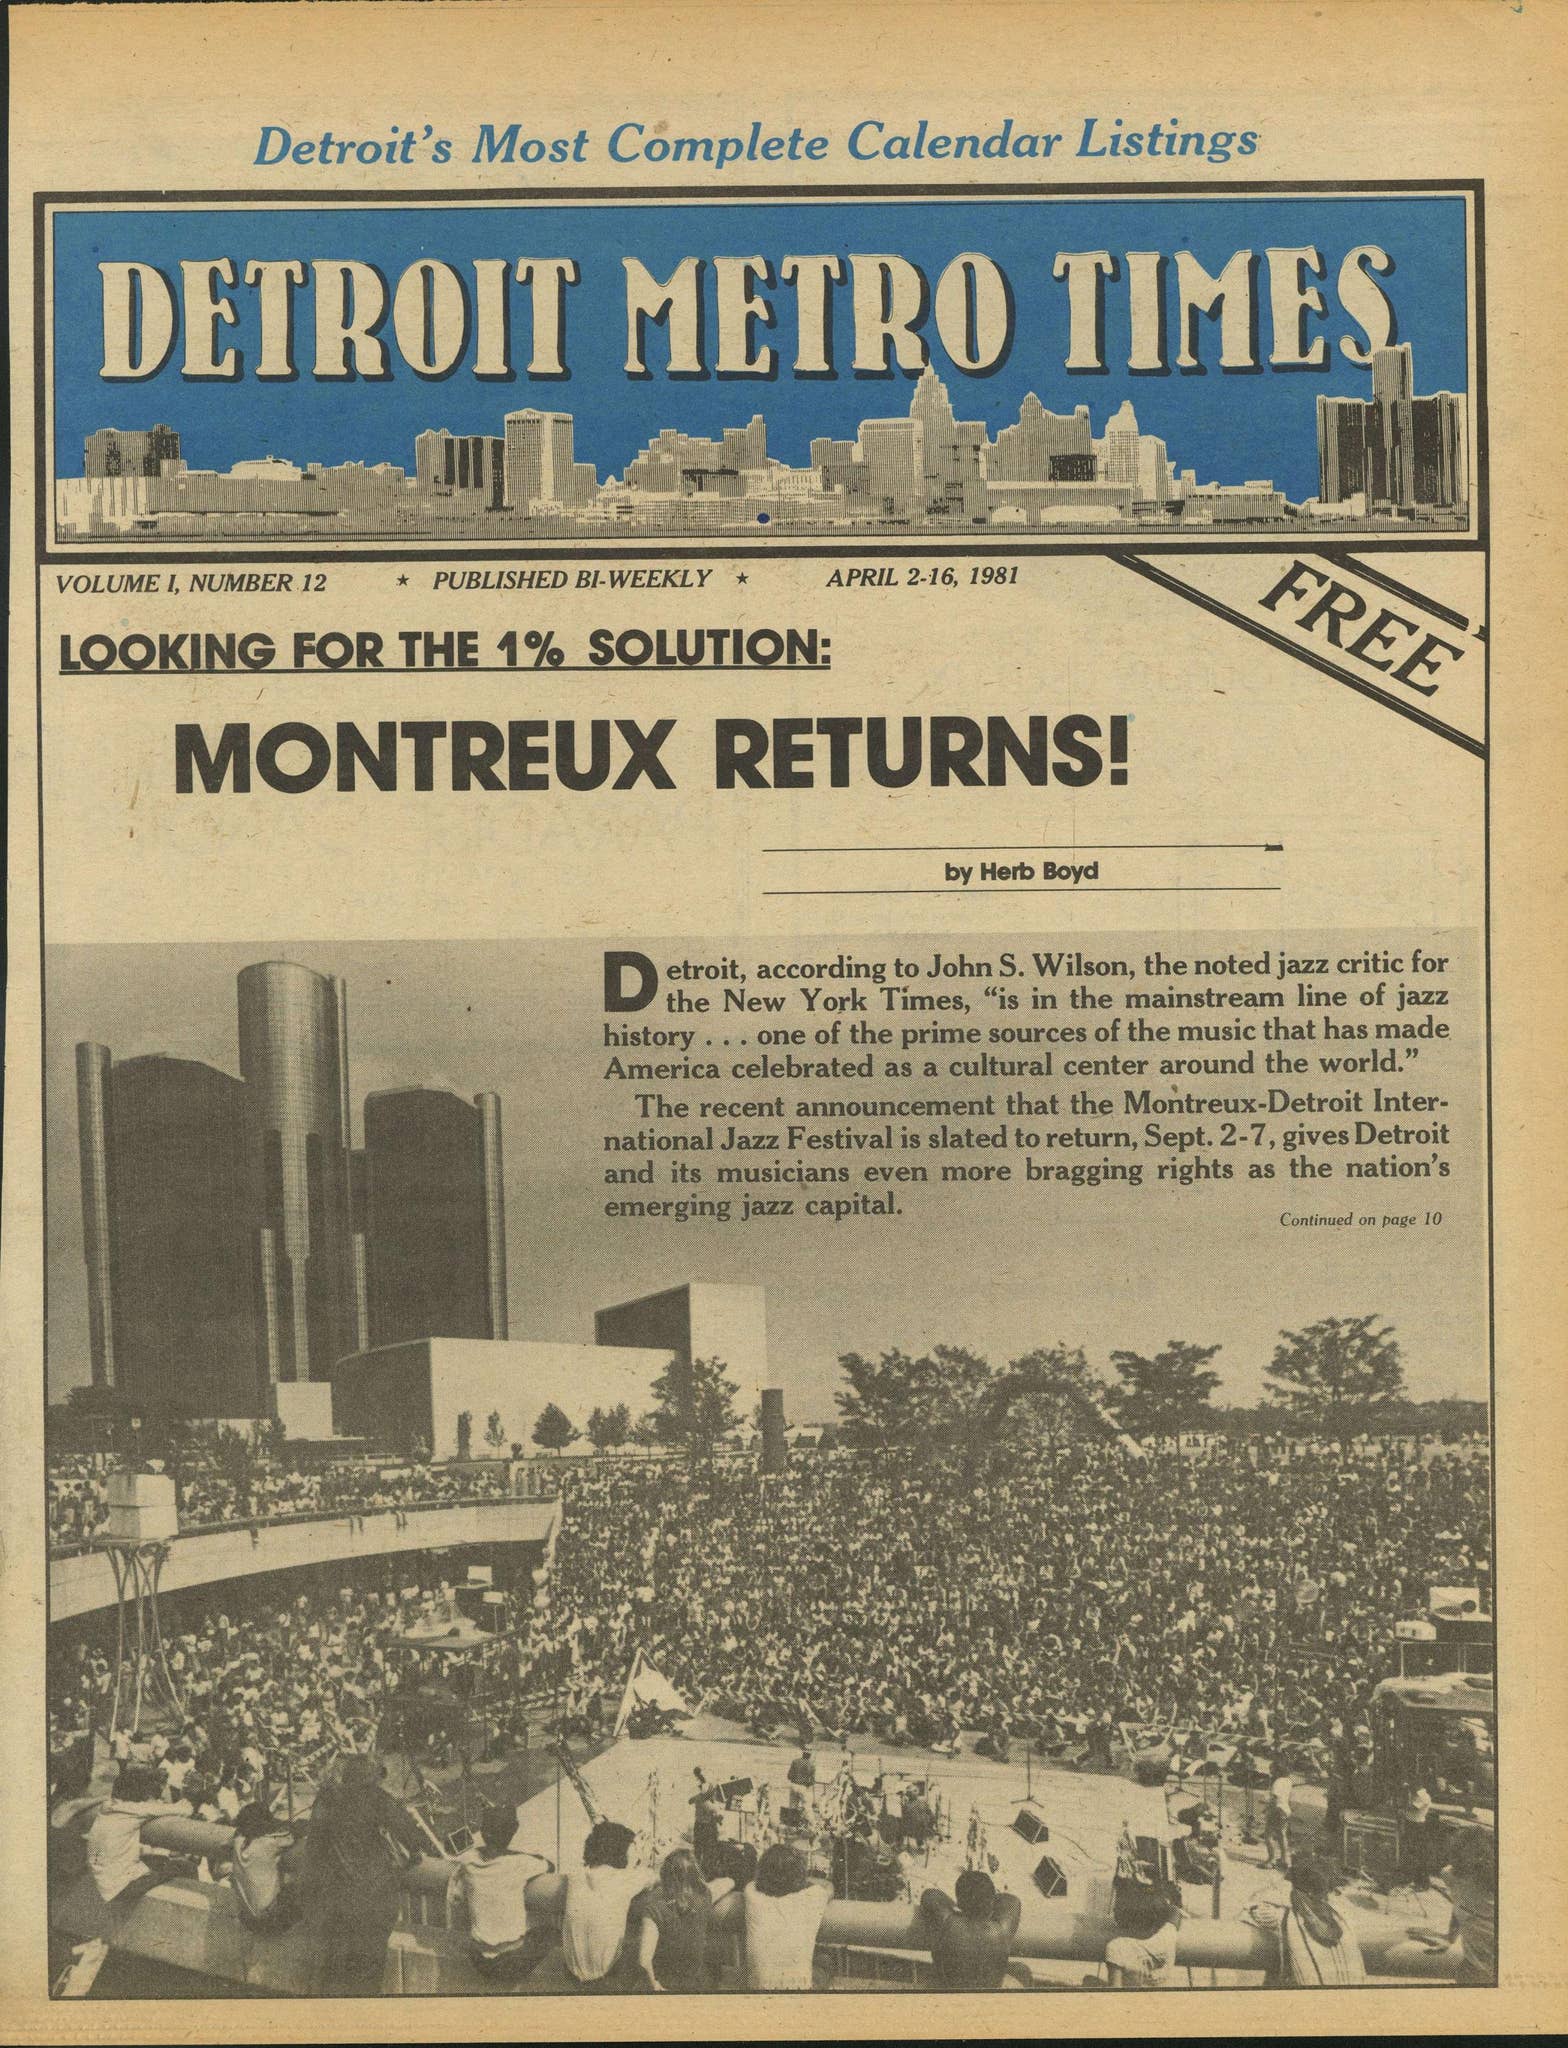 Detroit's Most Complete Calendar Listings
DETROIT METRO TIMES
VOLUME I, NUMBER 12 ★ PUBLISHED BI-WEEKLY ★ APRIL 2-16, 1981
FREE
LOOKING FOR THE 1% SOLUTION:
MONTREUX RETURNS!
by Herb Boyd
Detroit, according to John S. Wilson, the noted jazz critic for
the New York Times, “is in the mainstream line of jazz
history . . . one of the prime sources of the music that has made
America celebrated as a cultural center around the world.”
The recent announcement that the Montreux-Detroit Inter-
national Jazz Festival is slated to return, Sept. 2-7, gives Detroit
and its musicians even more bragging rights as the nation’s
emerging jazz capital.
Continued on page 10